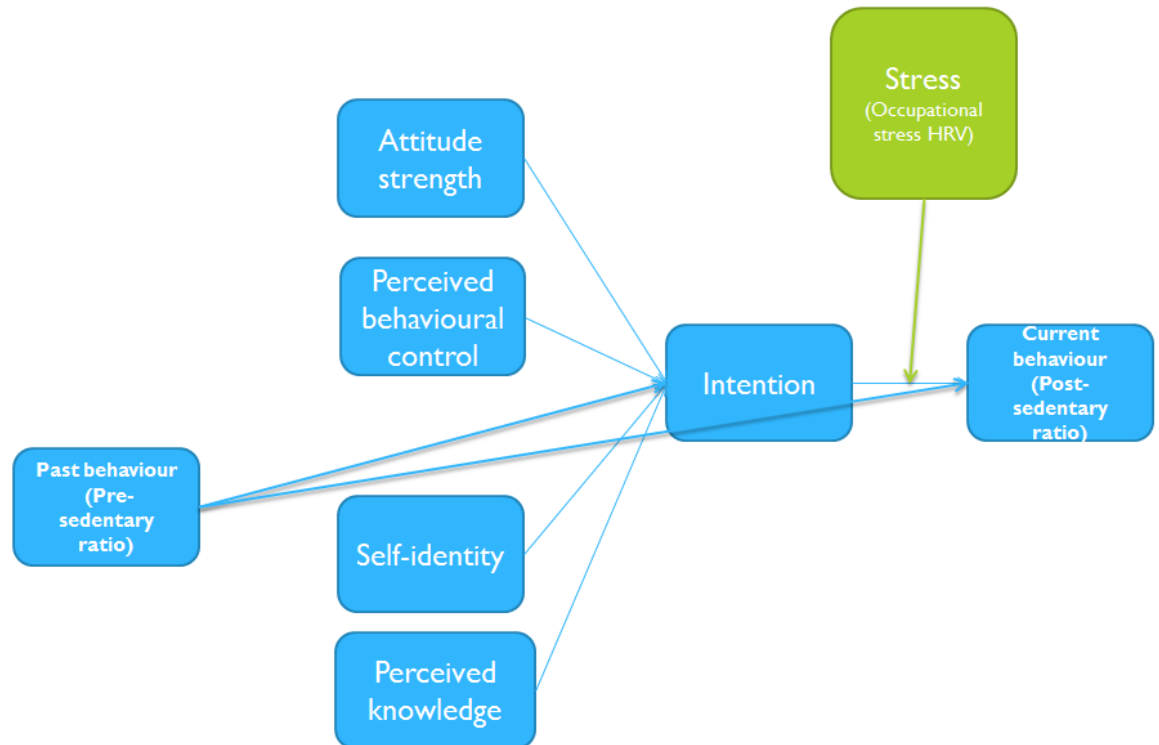 Stress
(Occupational
stress HRV)
Attitude
strength
Perceived
behavioural
control
Intention
Current
behaviour
(Post-
sedentary
ratio)
Past behaviour
(Pre-
sedentary
ratio)
Self-identity
Perceived
knowledge